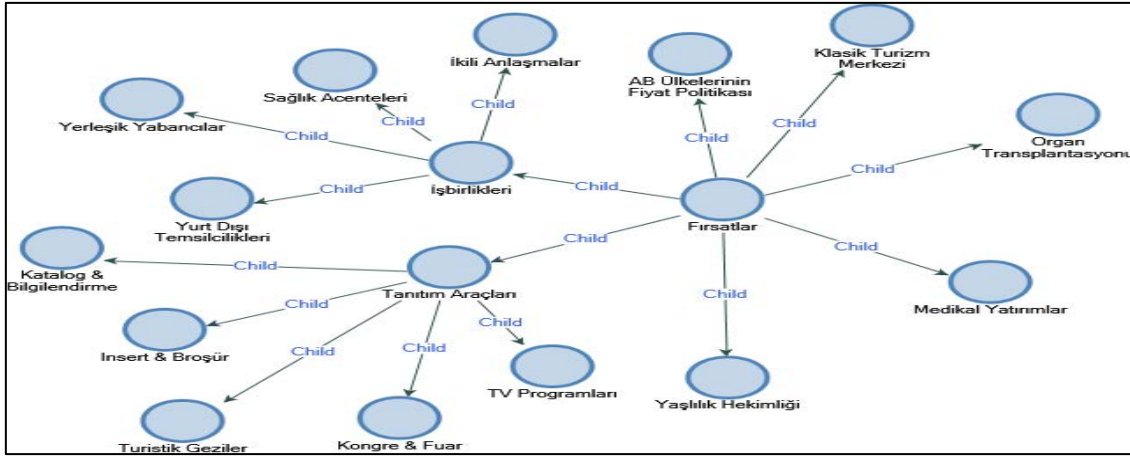 Klasik Turizm
Merkezi
İkili Anlaşmalar
AB Ülkelerinin
Fiyat Politikası
Sağlık Acenteleri
Child
Child
Yerleşik Yabancılar
Child
Child
Child
Child
Organ
Transplantasyonu
Child
Child
Child
İşbirlikleri
Fırsatlar
Yurt Dışı
Temsilcilikleri
Child
Child
Katalog &
Bilgilendirme
Child
Tanıtım Araçları
Child
Medikal Yatırımlar
Child
Child
Insert & Broşür
Child
Child
TV Programları
Yaşlılık Hekimliği
Turistik Geziler
Kongre & Fuar